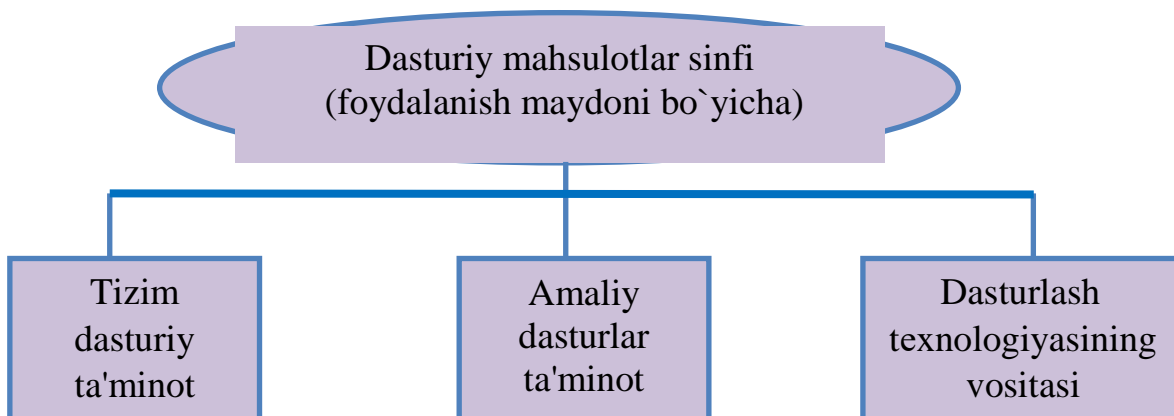 Dasturiy mahsulotlar sinfi
(foydalanish maydoni bo`yicha)
Tizim
dasturiy
ta'minot
Amaliy
dasturlar
ta'minot
Dasturlash
texnologiyasining
vositasi